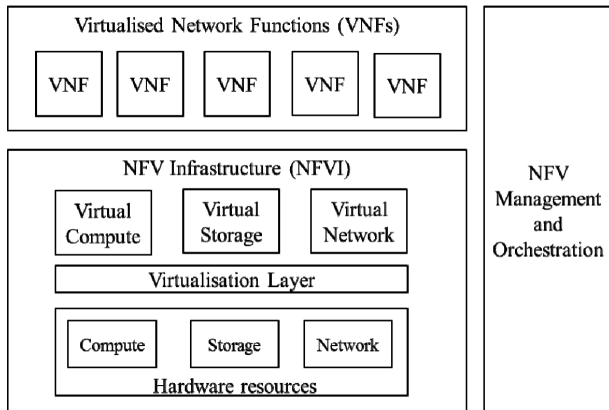 Virtualised Network Functions (VNFs)
VNF VNF VNF VNF VNF
NFV Infrastructure (NFVI)
Virtual Compute
Virtual Storage
Virtual Network
Virtualisation Layer
Compute Storage Network
Hardware resources
NFV
Management
and
Orchestration